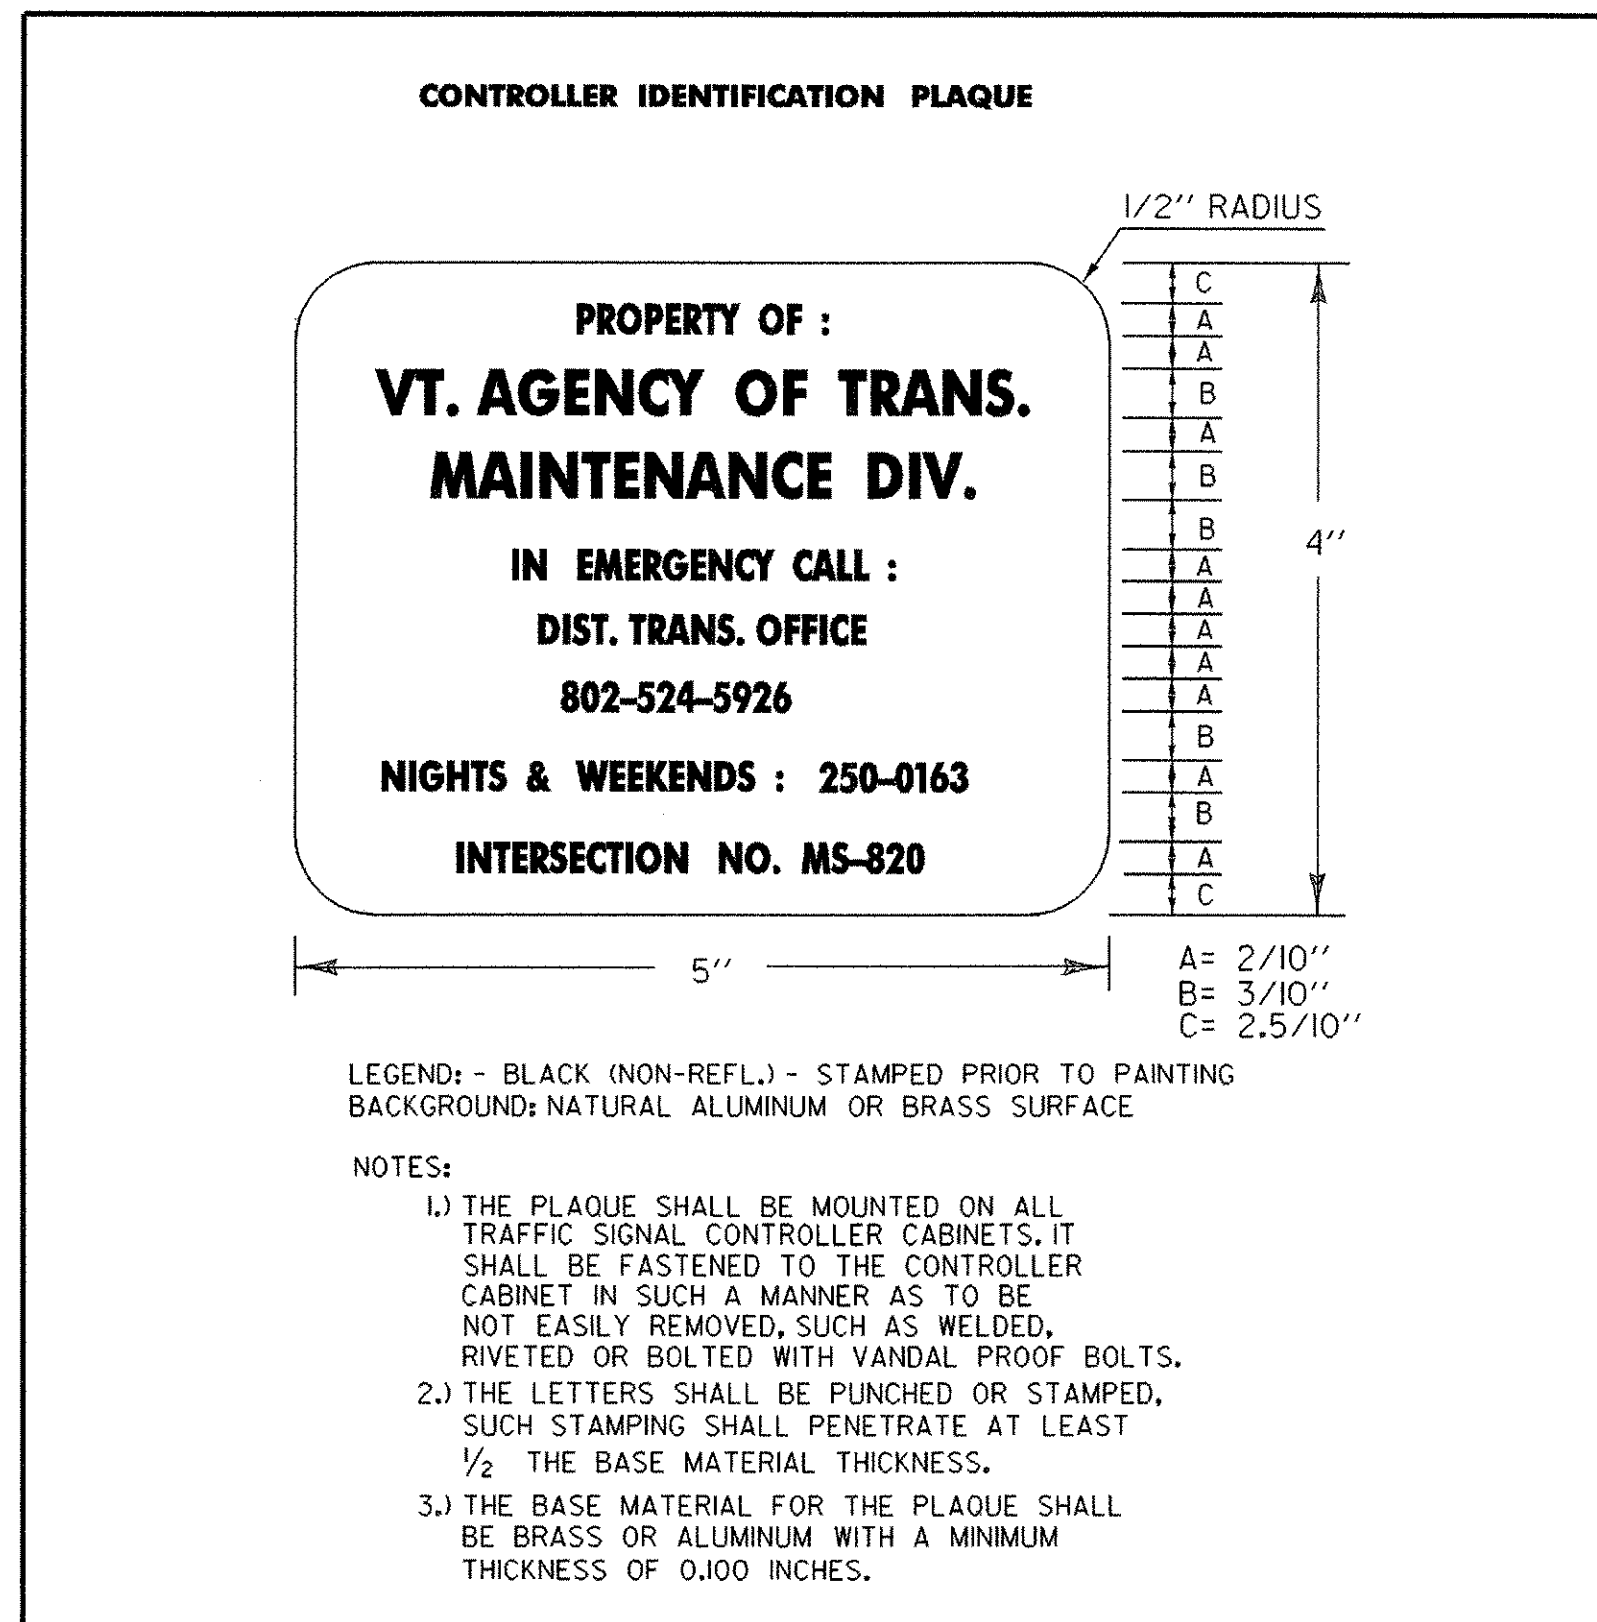 CONTROLLER IDENTIFICATION PLAQUE
1/2'' RADIUS
PROPERTY OF :
VT. AGENCY OF TRANS.
MAINTENANCE DIV.
IN EMERGENCY CALL :
DIST. TRANS. OFFICE
802-524-5926
NIGHTS & WEEKENDS : 250-0163
INTERSECTION NO. MS-820
C
A
A
B
A
B
B
A
A
A
A
A
B
A
B
A
C
4''
5''
A= 2/10''
B= 3/10''
C= 2.5/10''
LEGEND: - BLACK (NON-REFL.) - STAMPED PRIOR TO PAINTING
BACKGROUND: NATURAL ALUMINUM OR BRASS SURFACE
NOTES:
1.) THE PLAQUE SHALL BE MOUNTED ON ALL
TRAFFIC SIGNAL CONTROLLER CABINETS. IT
SHALL BE FASTENED TO THE CONTROLLER
CABINET IN SUCH A MANNER AS TO BE
NOT EASILY REMOVED, SUCH AS WELDED,
RIVETED OR BOLTED WITH VANDAL PROOF BOLTS.
2.) THE LETTERS SHALL BE PUNCHED OR STAMPED,
SUCH STAMPING SHALL PENETRATE AT LEAST
1/2 THE BASE MATERIAL THICKNESS.
3.) THE BASE MATERIAL FOR THE PLAQUE SHALL
BE BRASS OR ALUMINUM WITH A MINIMUM
THICKNESS OF 0.100 INCHES.